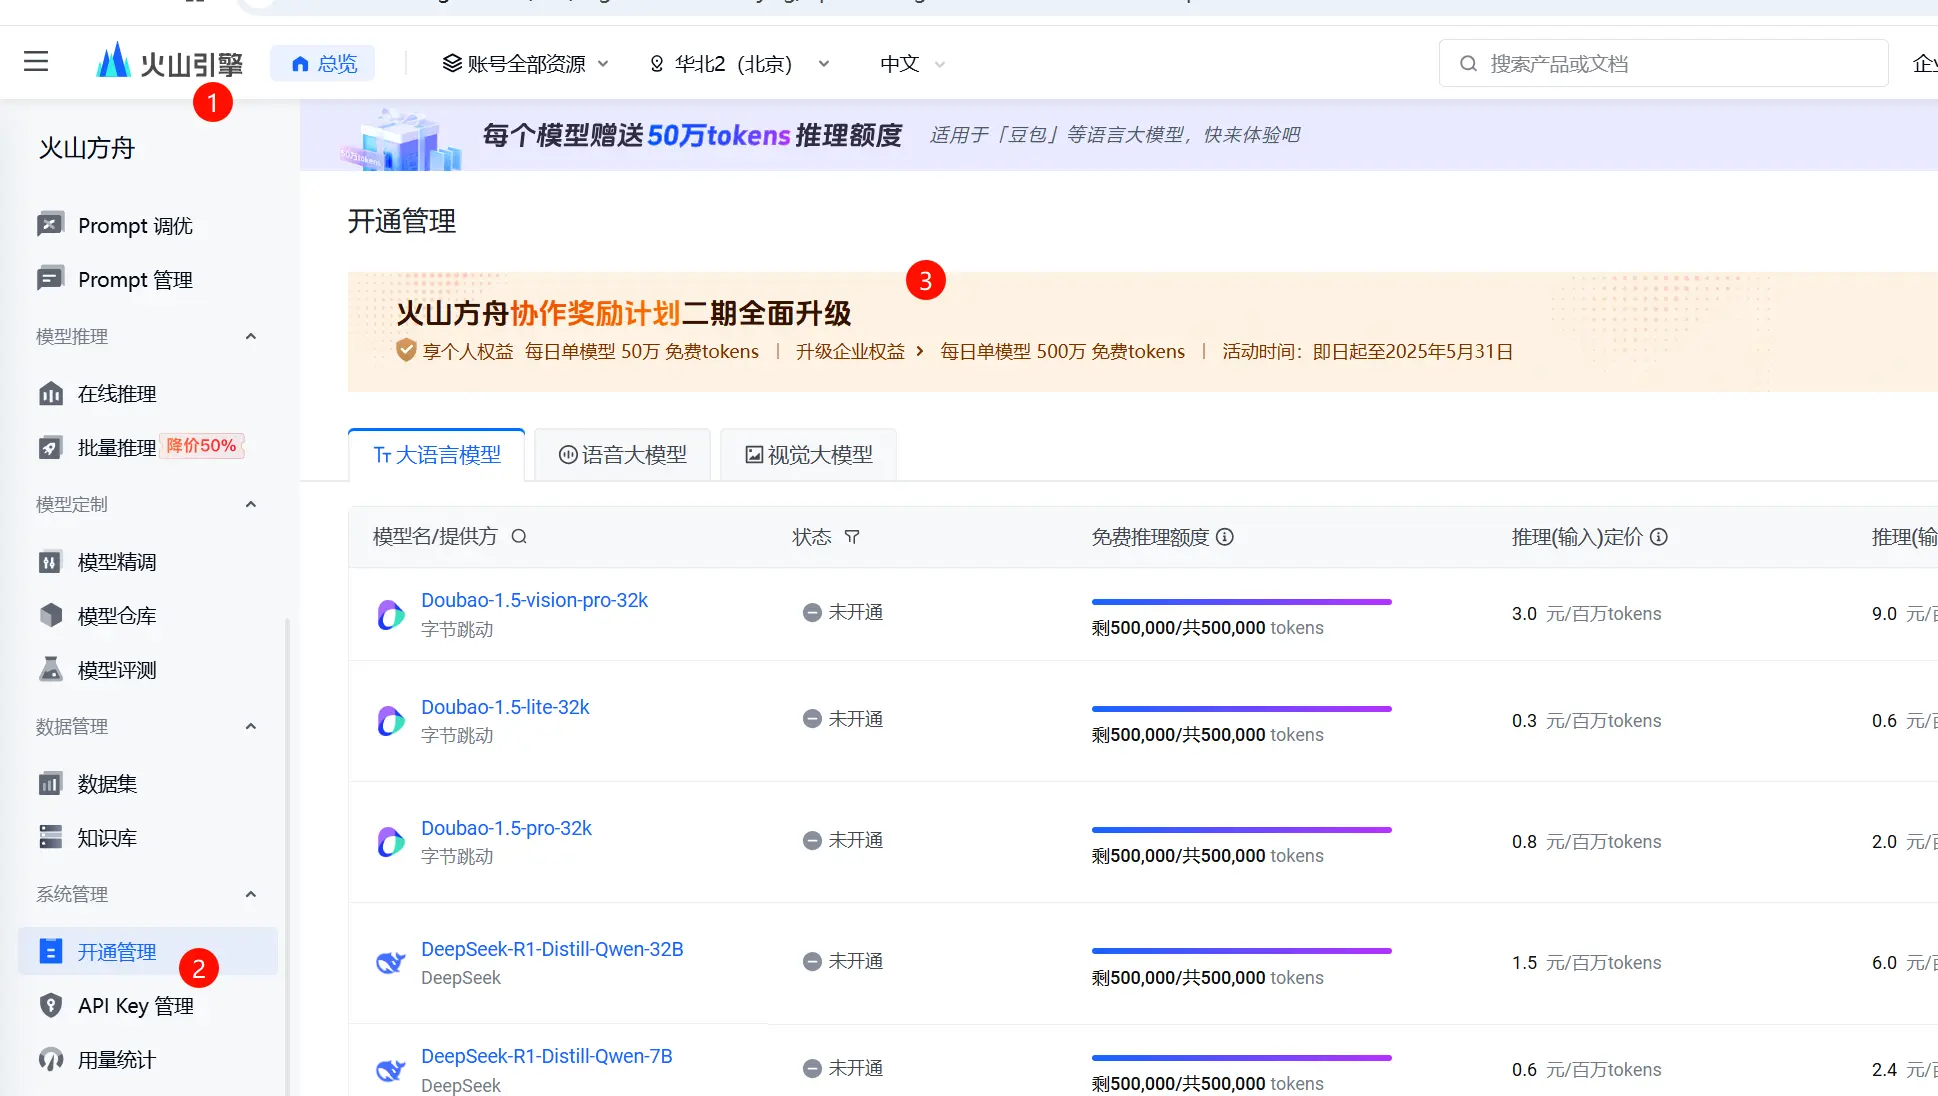 火山引擎
总览
账号全部资源
华北2（北京）
中文
搜索产品或文档
1
火山方舟
Prompt 调优
Prompt 管理
模型推理
在线推理
批量推理 降价50%
模型定制
模型精调
模型仓库
模型评测
数据管理
数据集
知识库
系统管理
开通管理
2
API Key 管理
用量统计
每个模型赠送50万tokens推理额度 适用于「豆包」等语言大模型，快来体验吧
开通管理
3
火山方舟协作奖励计划二期全面升级
享个人权益 每日单模型 50万 免费tokens | 升级企业权益 > 每日单模型 500万 免费tokens | 活动时间：即日起至2025年5月31日
大语言模型 语音大模型 视觉大模型
模型名/提供方 状态 免费推理额度 推理(输入)定价 推理(输
Doubao-1.5-vision-pro-32k
字节跳动
未开通
剩500,000/共500,000 tokens
3.0 元/百万tokens
9.0 元/
Doubao-1.5-lite-32k
字节跳动
未开通
剩500,000/共500,000 tokens
0.3 元/百万tokens
0.6 元/
Doubao-1.5-pro-32k
字节跳动
未开通
剩500,000/共500,000 tokens
0.8 元/百万tokens
2.0 元/
DeepSeek-R1-Distill-Qwen-32B
DeepSeek
未开通
剩500,000/共500,000 tokens
1.5 元/百万tokens
6.0 元/
DeepSeek-R1-Distill-Qwen-7B
DeepSeek
未开通
剩500,000/共500,000 tokens
0.6 元/百万tokens
2.4 元/